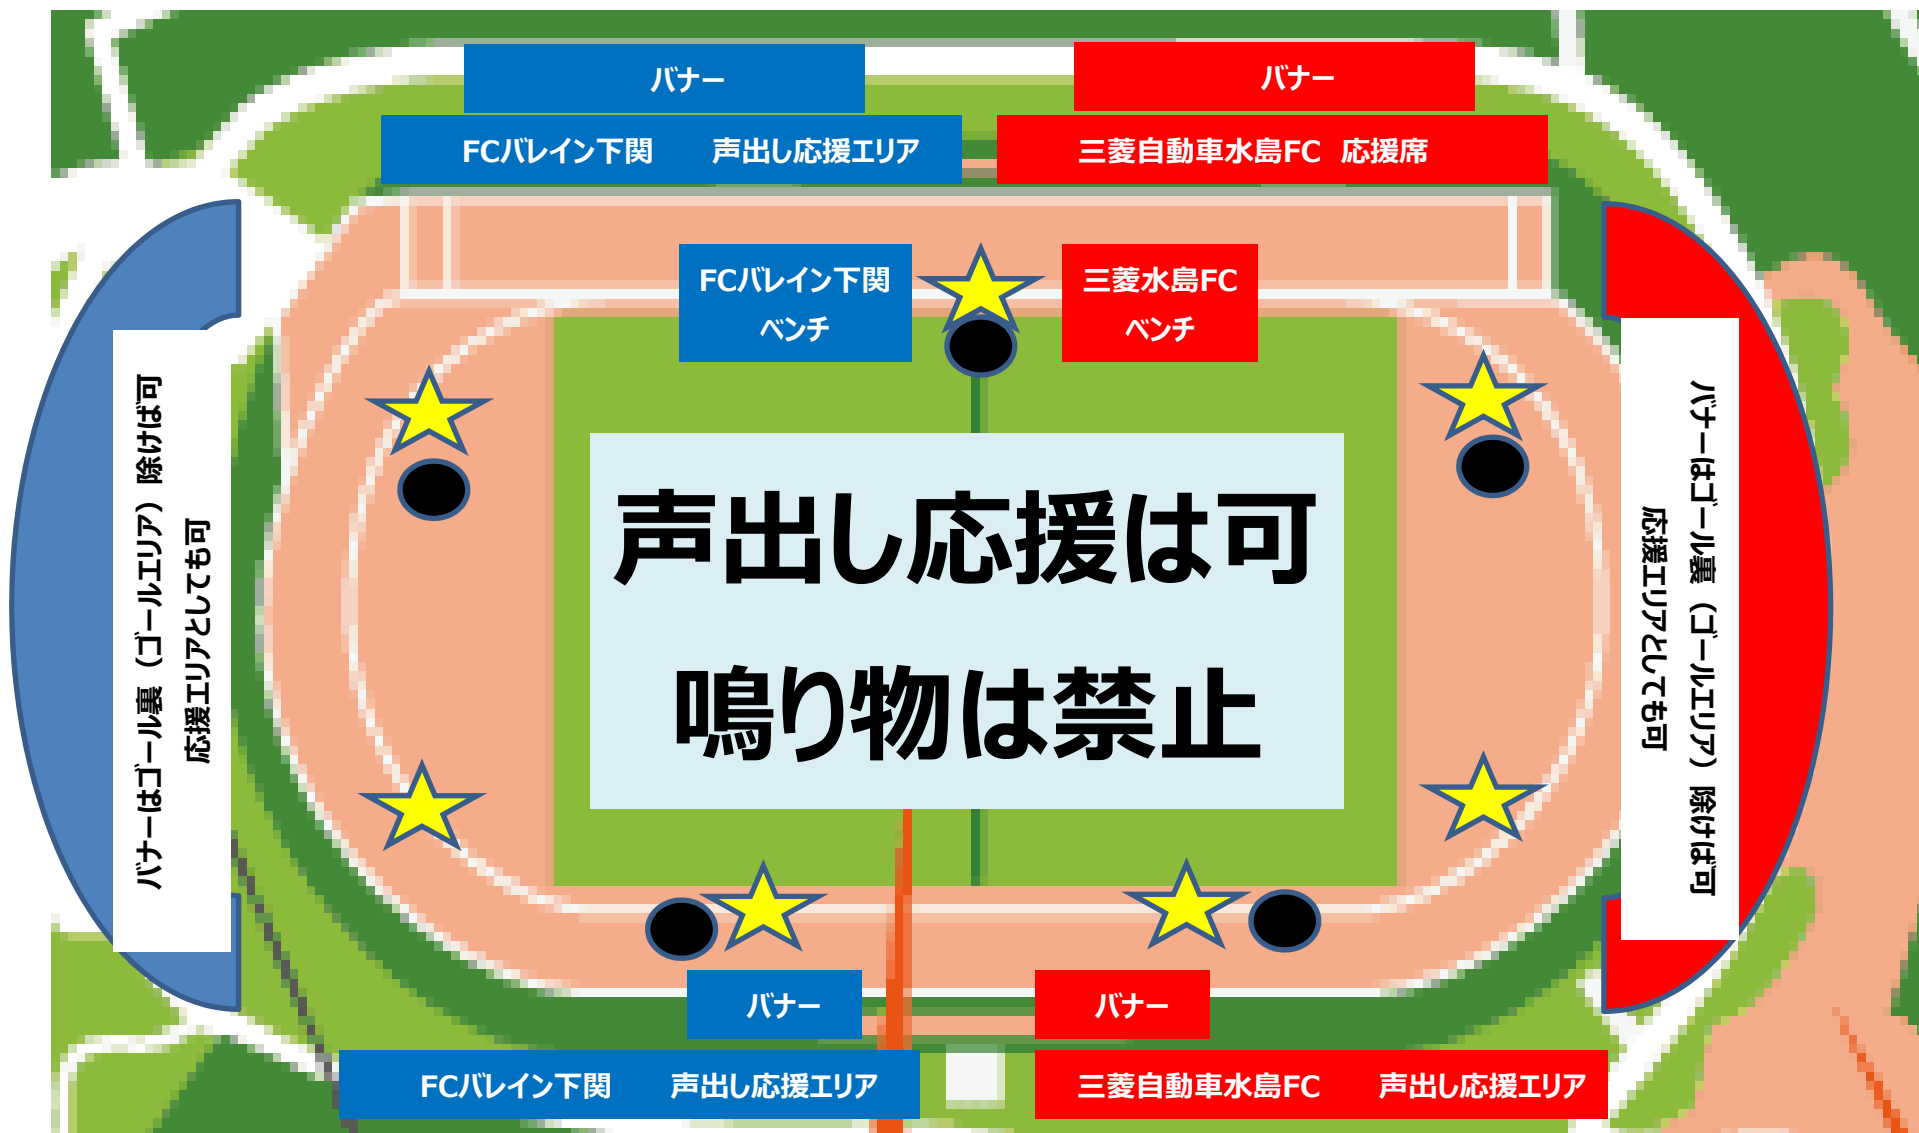 バナー
バナー
FCバレイン下関　　声出し応援エリア
三菱自動車水島FC　応援席
FCバレイン下関
ベンチ
三菱水島FC
ベンチ
バナーはゴール裏（ゴールエリア）除けば可
応援エリアとしても可
声出し応援は可
鳴り物は禁止
バナーはゴール裏（ゴールエリア）除けば可
応援エリアとしても可
バナー
バナー
FCバレイン下関　　声出し応援エリア
三菱自動車水島FC　　声出し応援エリア